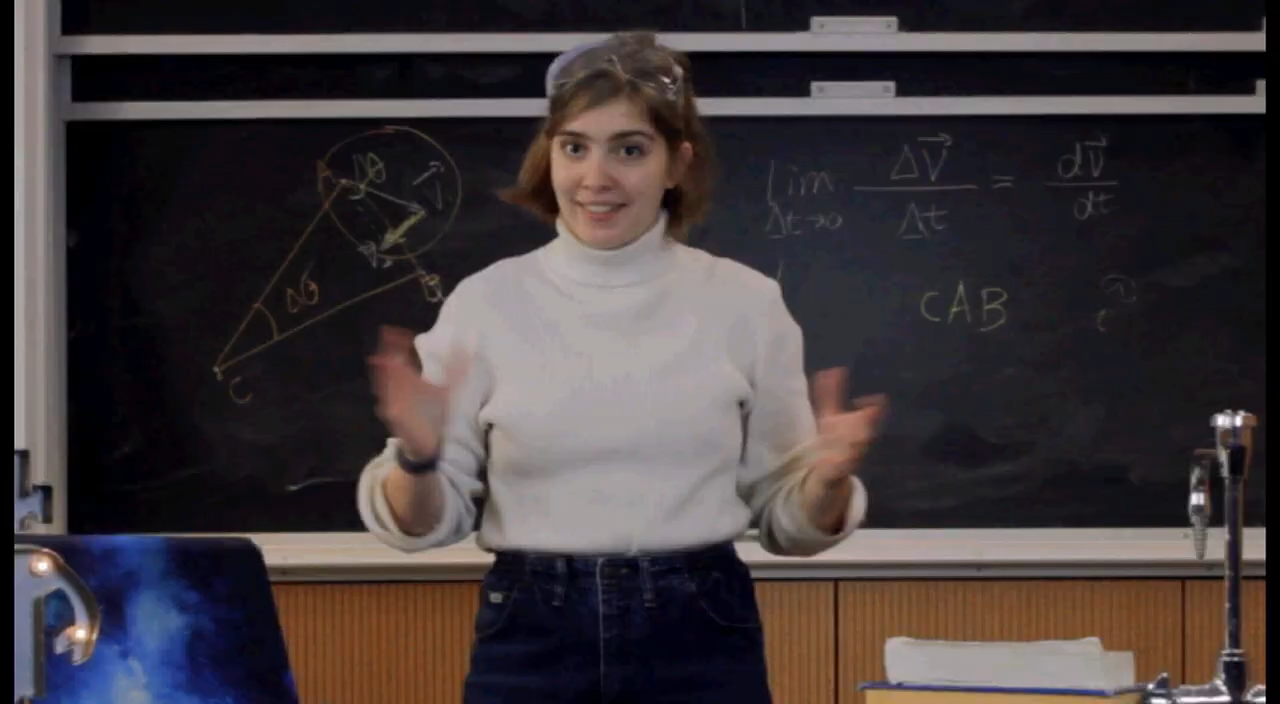 Δθ
V⃗
Δθ
B
C
lim ΔV⃗ / Δt = dV⃗ / dt
Δt→0
CAB